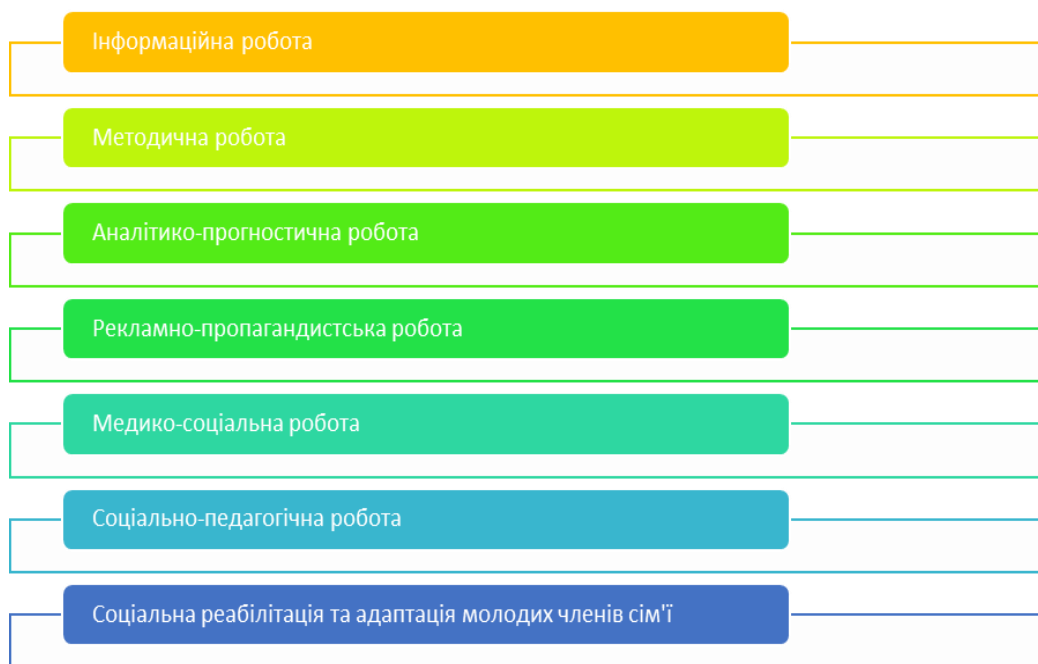 Інформаційна робота
Методична робота
Аналітико-прогностична робота
Рекламно-пропагандистська робота
Медико-соціальна робота
Соціально-педагогічна робота
Соціальна реабілітація та адаптація молодих членів сім'ї